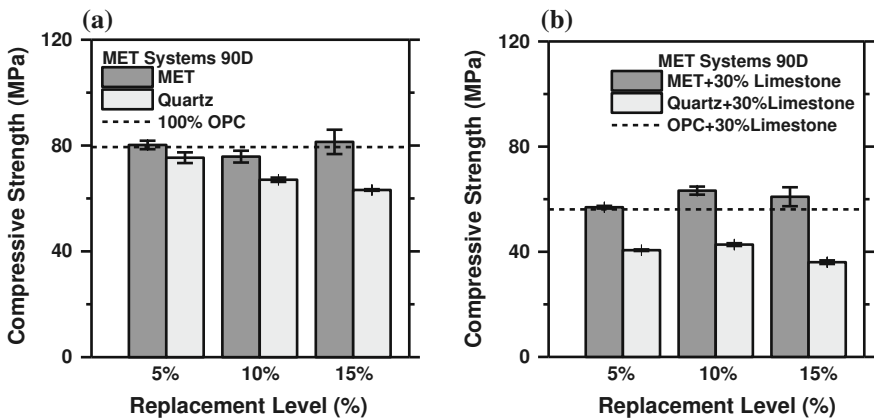 (a)
MET Systems 90D
MET
Quartz
100% OPC
120
80
40
0
Compressive Strength (MPa)
5% 10% 15%
Replacement Level (%)
(b)
MET Systems 90D
MET+30% Limestone
Quartz+30%Limestone
OPC+30%Limestone
120
80
40
0
Compressive Strength (MPa)
5% 10% 15%
Replacement Level (%)